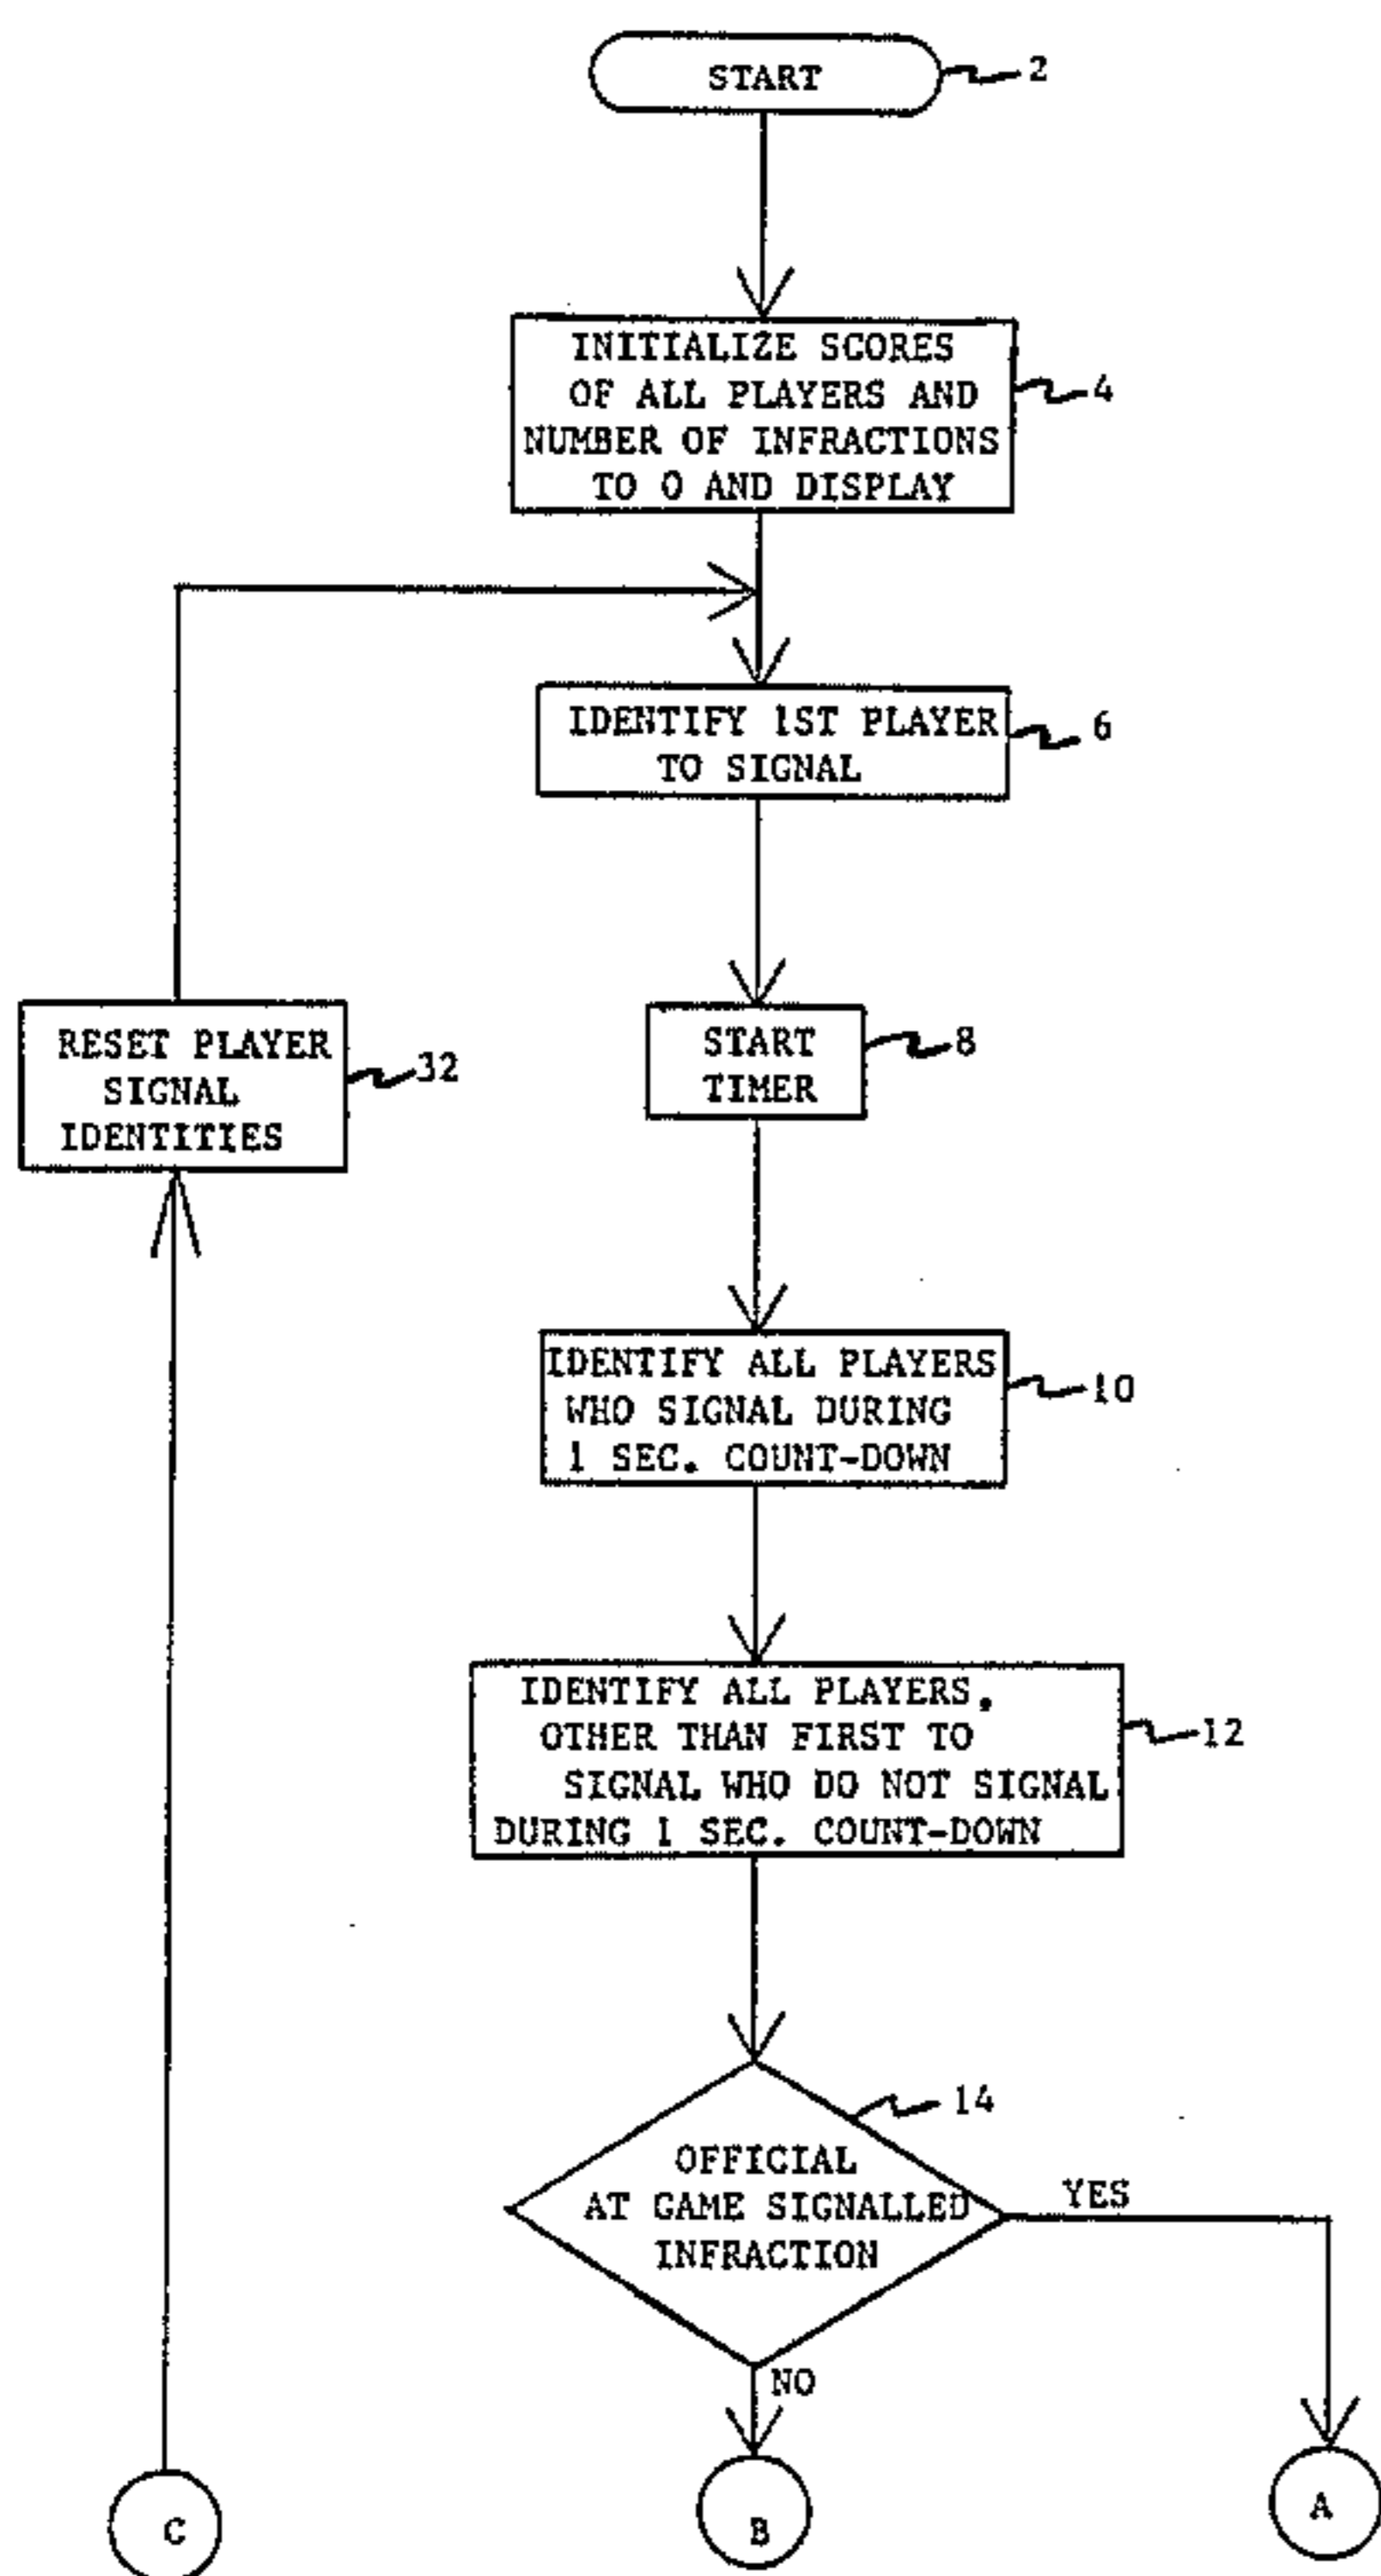 START
2
INITIALIZE SCORES
OF ALL PLAYERS AND
NUMBER OF INFRACTIONS
TO 0 AND DISPLAY
4
IDENTIFY 1ST PLAYER
TO SIGNAL
6
START
TIMER
8
RESET PLAYER
SIGNAL
IDENTITIES
32
IDENTIFY ALL PLAYERS
WHO SIGNAL DURING
1 SEC. COUNT-DOWN
10
IDENTIFY ALL PLAYERS,
OTHER THAN FIRST TO
SIGNAL WHO DO NOT SIGNAL
DURING 1 SEC. COUNT-DOWN
12
OFFICIAL
AT GAME SIGNALLED
INFRACTION
14
YES
NO
C
B
A